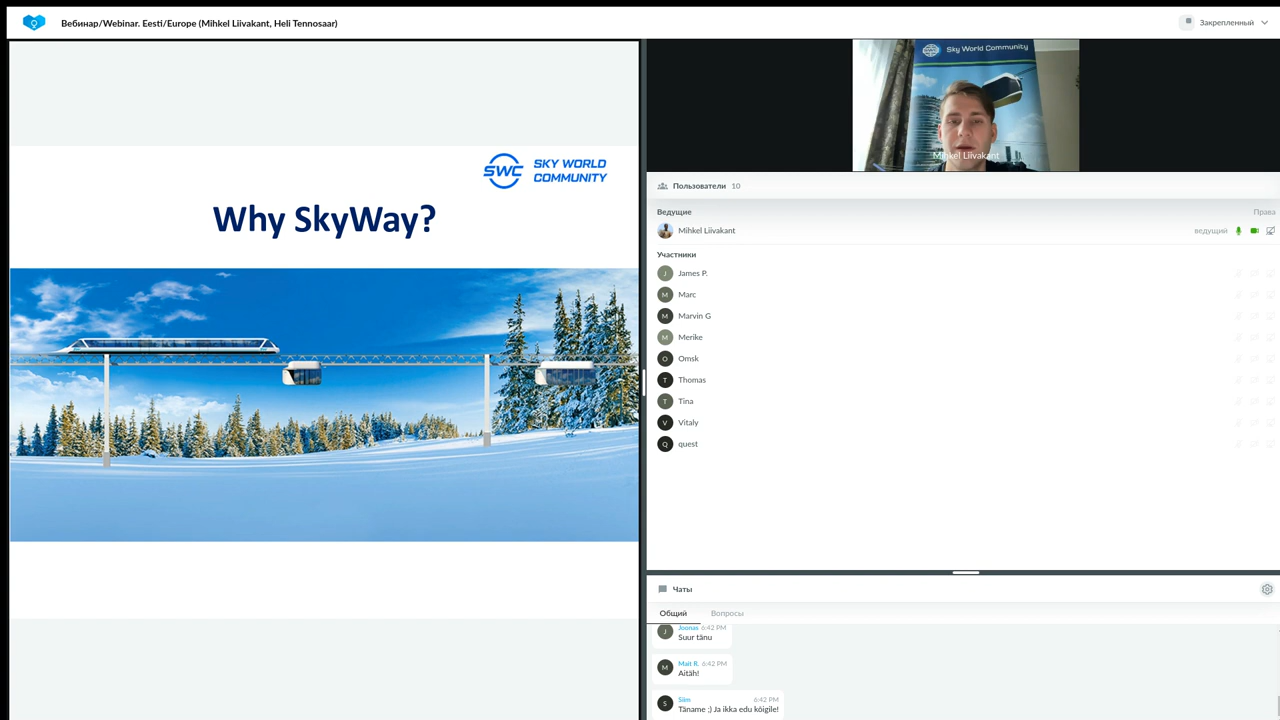 Вебинар/Webinar. Eesti/Europe (Mihkel Liivakant, Heli Tennosaar)
Закрепленный
SWC SKY WORLD COMMUNITY
Why SkyWay?
Sky World Community
Mihkel Liivakant
Пользователи 10
Ведущие
Права
Mihkel Liivakant
ведущий
Участники
J James P.
M Marc
M Marvin G
M Merike
O Omsk
T Thomas
T Tina
V Vitaly
Q quest
Чаты
Общий
Вопросы
J Joonas 6:42 PM
Suur tänu
M Mait R. 6:42 PM
Aitäh!
S Siim 6:42 PM
Täname ;) Ja ikka edu kõigile!